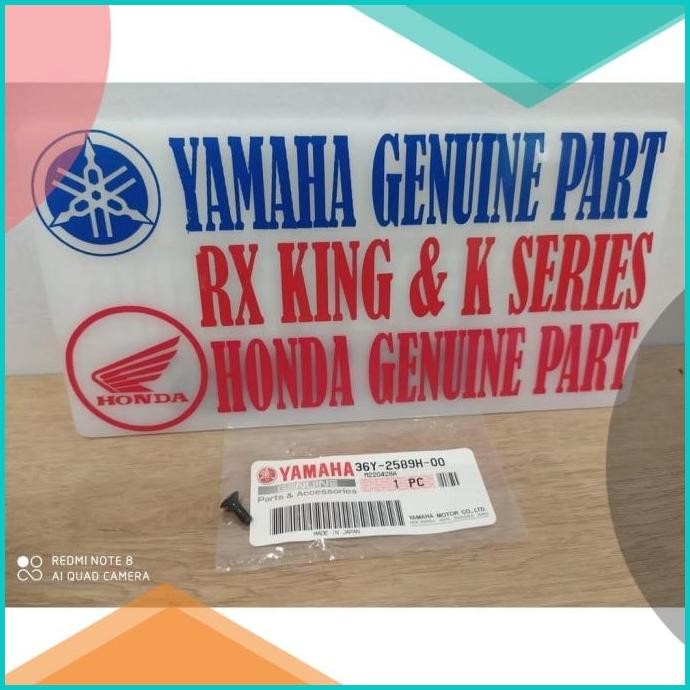 YAMAHA GENUINE PART
RX KING & K SERIES
HONDA
HONDA GENUINE PART
YAMAHA 36Y-2589H-00
M220428A
GENUINE
Parts & Accessories
1 PC
MADE IN JAPAN
YAMAHA MOTOR CO.,LTD.
REDMI NOTE 8
AI QUAD CAMERA